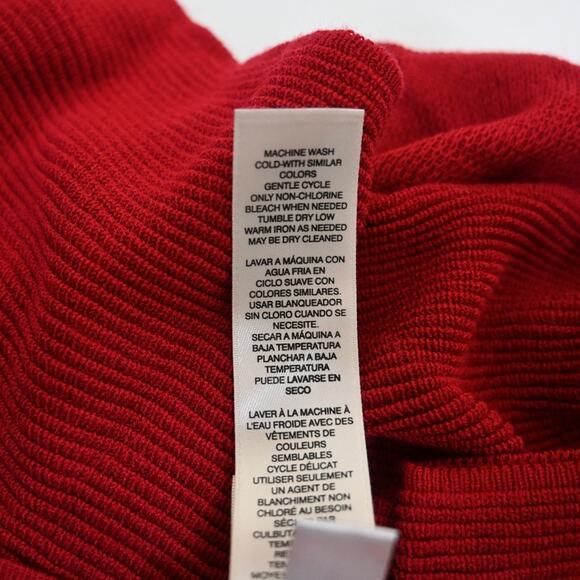 MACHINE WASH
COLD-WITH SIMILAR
COLORS
GENTLE CYCLE
ONLY NON-CHLORINE
BLEACH WHEN NEEDED
TUMBLE DRY LOW
WARM IRON AS NEEDED
MAY BE DRY CLEANED
LAVAR A MÁQUINA CON
AGUA FRIA EN
CICLO SUAVE CON
COLORES SIMILARES.
USAR BLANQUEADOR
SIN CLORO CUANDO SE
NECESITE.
SECAR A MÁQUINA A
BAJA TEMPERATURA
PLANCHAR A BAJA
TEMPERATURA
PUEDE LAVARSE EN
SECO
LAVER À LA MACHINE À
L'EAU FROIDE AVEC DES
VÊTEMENTS DE
COULEURS
SEMBLABLES
CYCLE DÉLICAT
UTILISER SEULEMENT
UN AGENT DE
BLANCHIMENT NON
CHLORÉ AU BESOIN